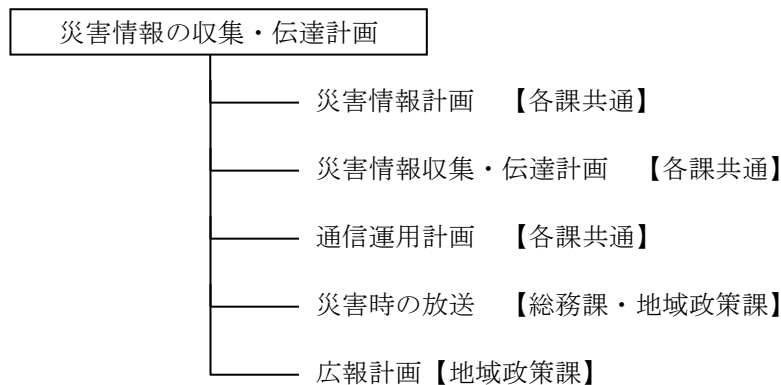 災害情報の収集・伝達計画
災害情報計画　【各課共通】
災害情報収集・伝達計画　【各課共通】
通信運用計画　【各課共通】
災害時の放送　【総務課・地域政策課】
広報計画【地域政策課】